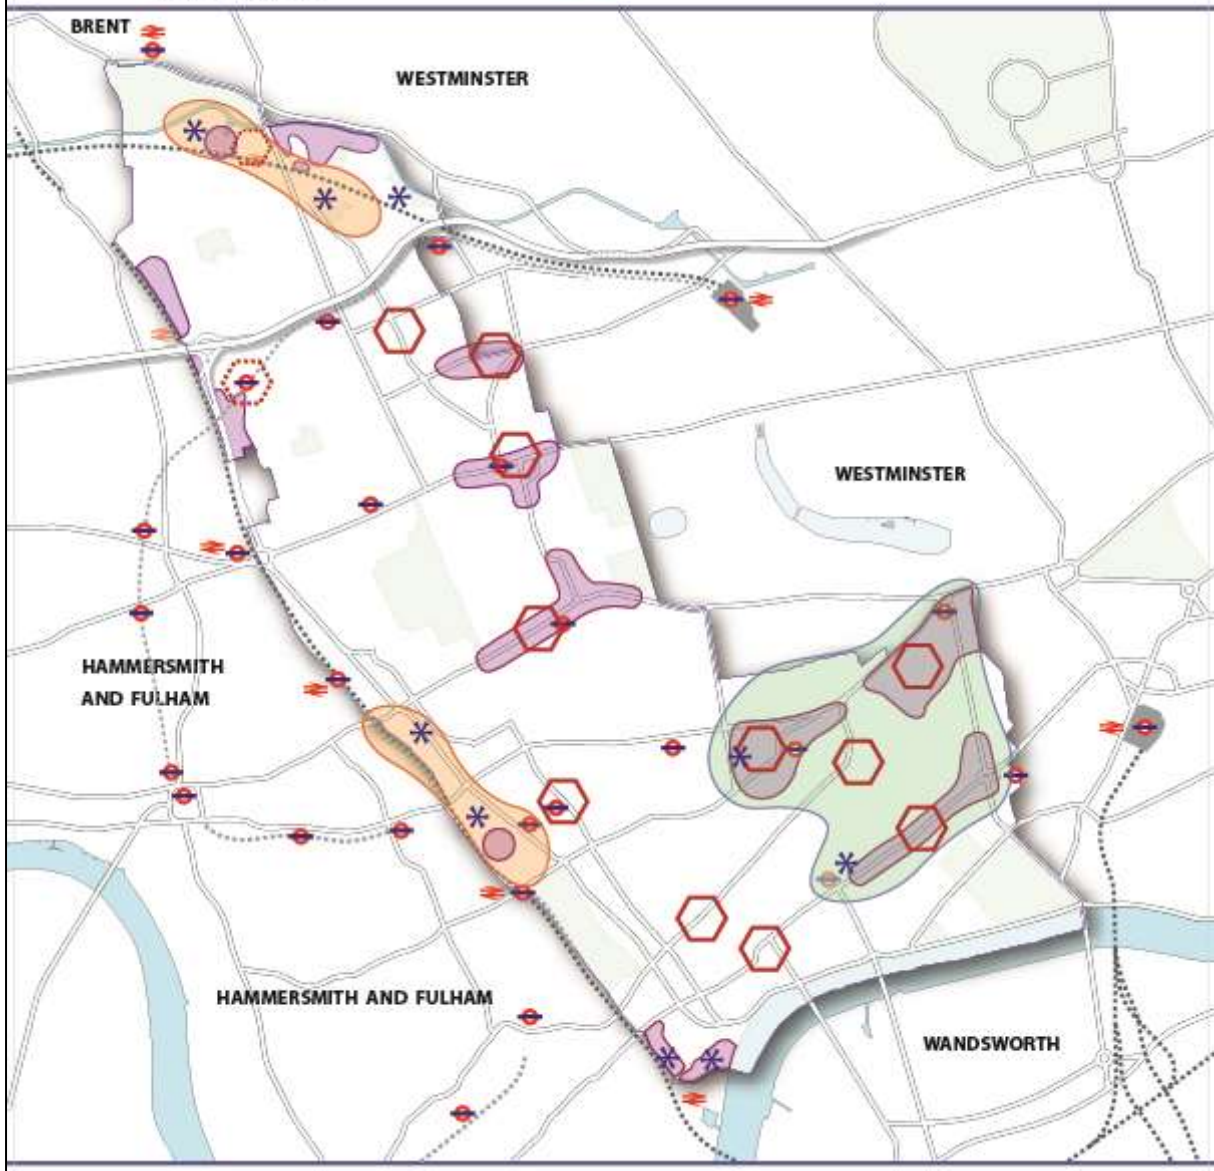 BRENT
WESTMINSTER
WESTMINSTER
HAMMERSMITH
AND FULHAM
HAMMERSMITH AND FULHAM
WANDSWORTH